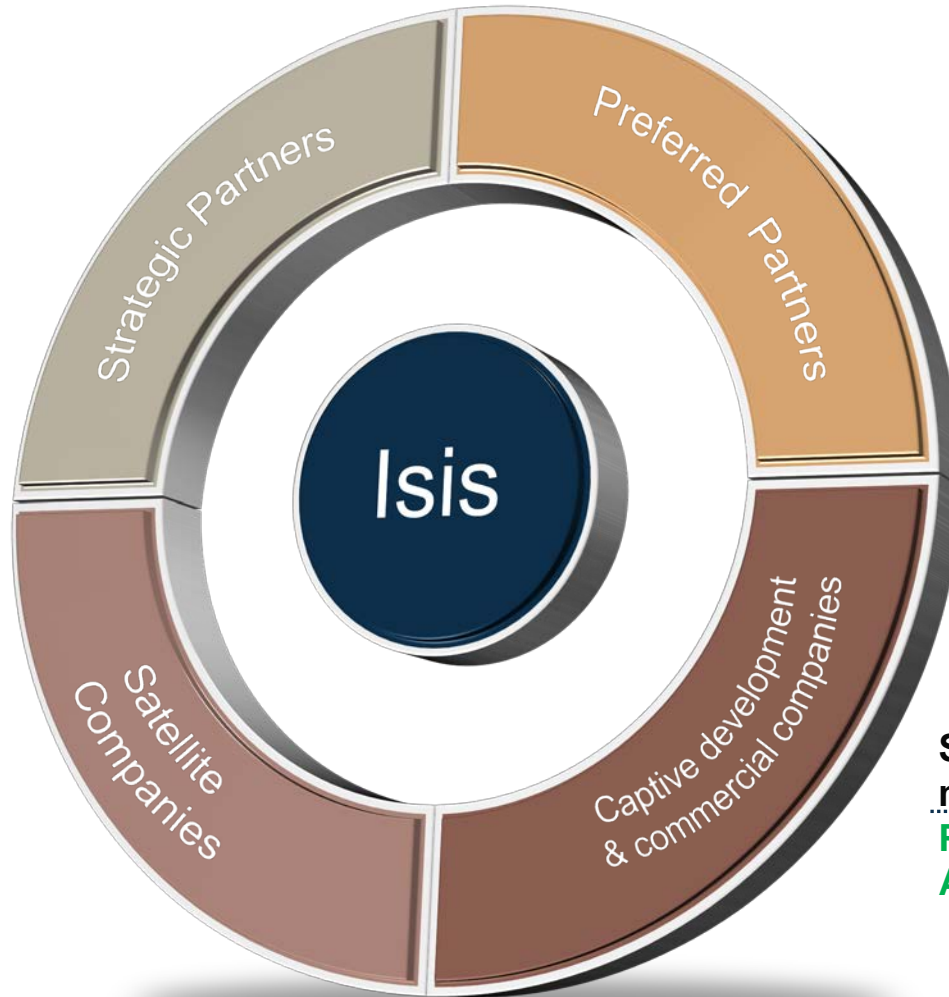 Strategic Partners
Preferred Partners
Isis
Satellite
Companies
Captive development
& commercial companies